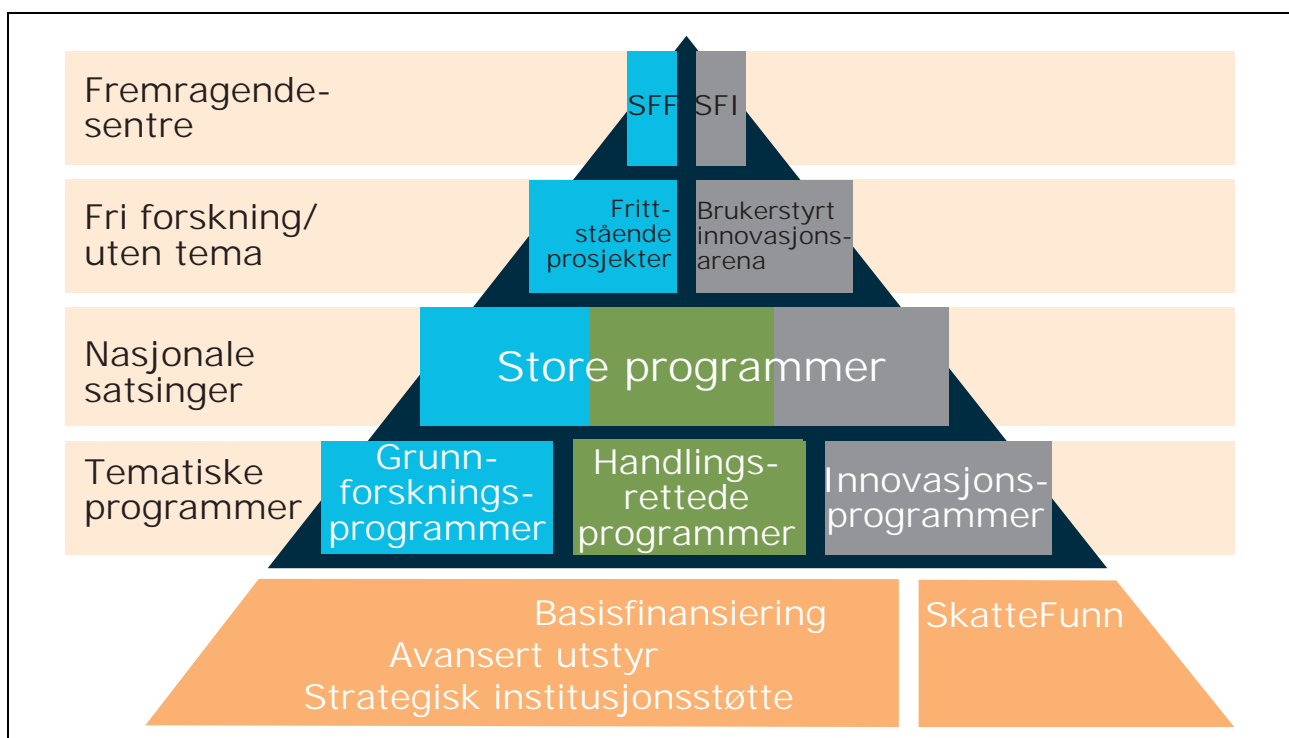 Fremragende-
sentre
SFF
SFI
Fri forskning/
uten tema
Fritt-
stående
prosjekter
Brukerstyrt
innovasjons-
arena
Nasjonale
satsinger
Store programmer
Tematiske
programmer
Grunn-
forsknings-
programmer
Handlings-
rettede
programmer
Innovasjons-
programmer
Basisfinansiering
Avansert utstyr
Strategisk institusjonsstøtte
SkatteFunn